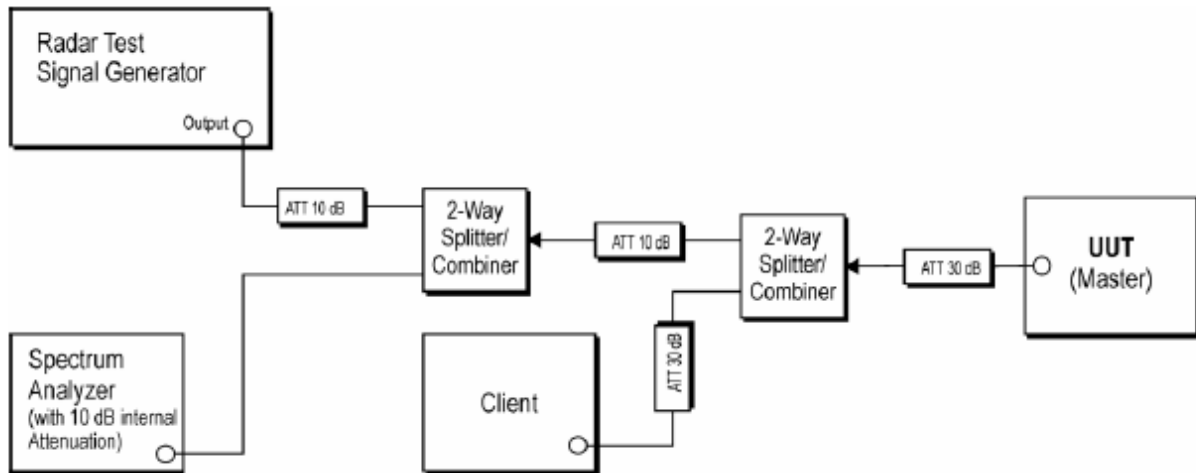 Radar Test
Signal Generator
Output
ATT 10 dB
2-Way
Splitter/
Combiner
ATT 10 dB
2-Way
Splitter/
Combiner
ATT 30 dB
UUT
(Master)
Spectrum
Analyzer
(with 10 dB internal
Attenuation)
Client
ATT 30 dB